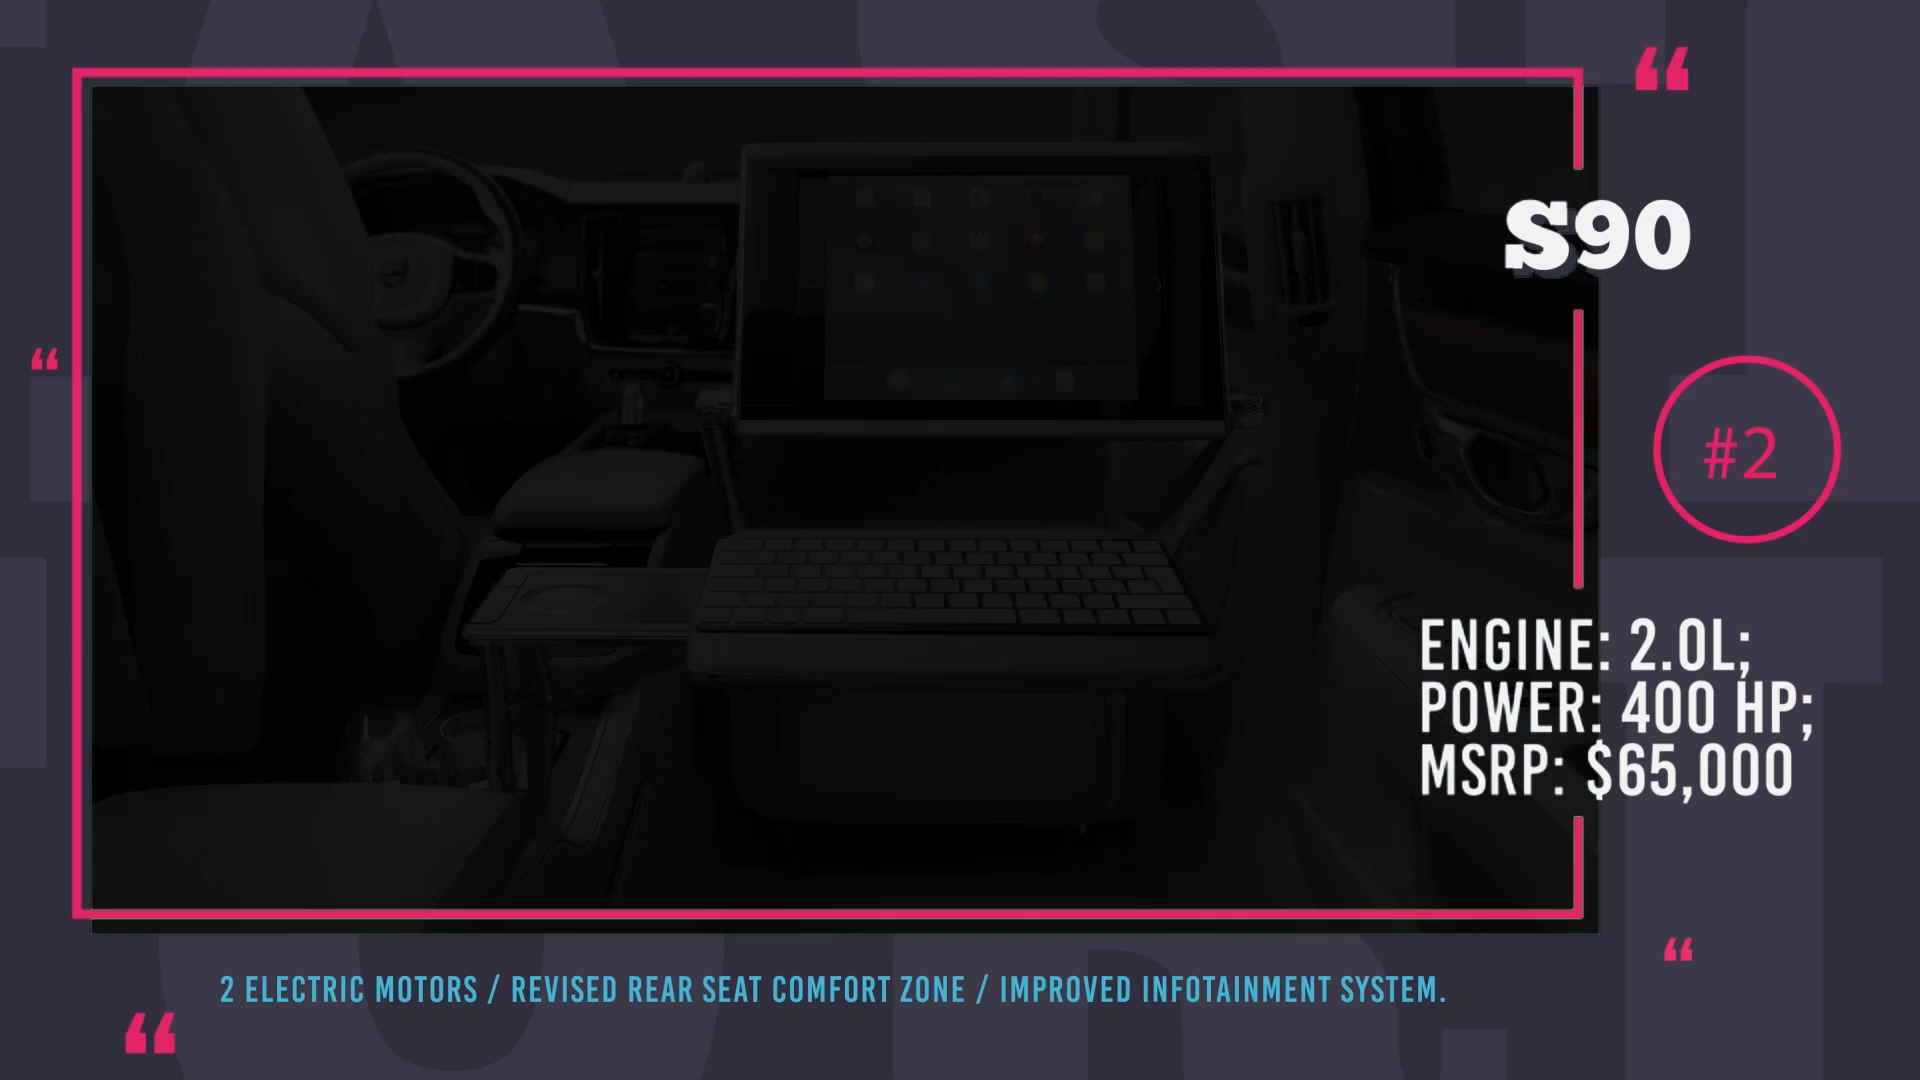 S90
#2
ENGINE: 2.0L;
POWER: 400 HP;
MSRP: $65,000
2 ELECTRIC MOTORS / REVISED REAR SEAT COMFORT ZONE / IMPROVED INFOTAINMENT SYSTEM.